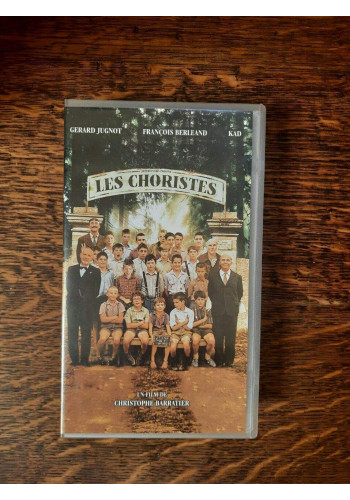 GERARD JUGNOT FRANÇOIS BERLEAND KAD
LES CHORISTES
UN FILM DE
CHRISTOPHE BARRATIER